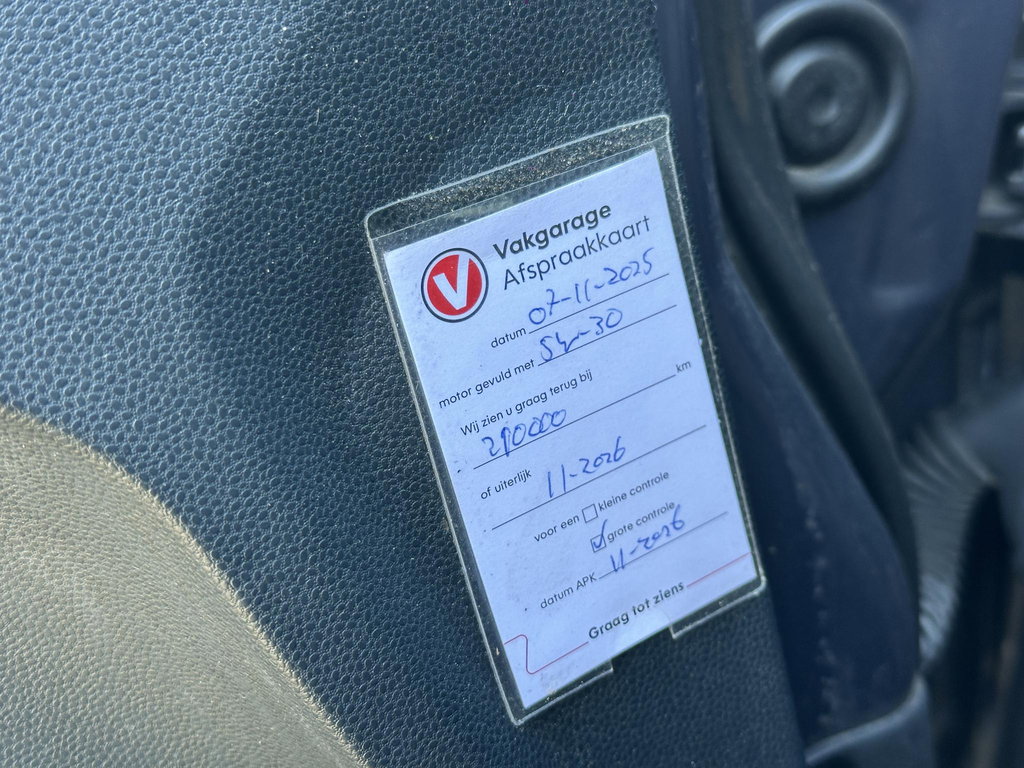 V
Vakgarage
Afspraakkaart
datum 07-11-2025
motor gevuld met 5W-30
Wij zien u graag terug bij
210000 km
of uiterlijk 11-2026
voor een ☐ kleine controle
☑ grote controle
datum APK 11-2026
Graag tot ziens